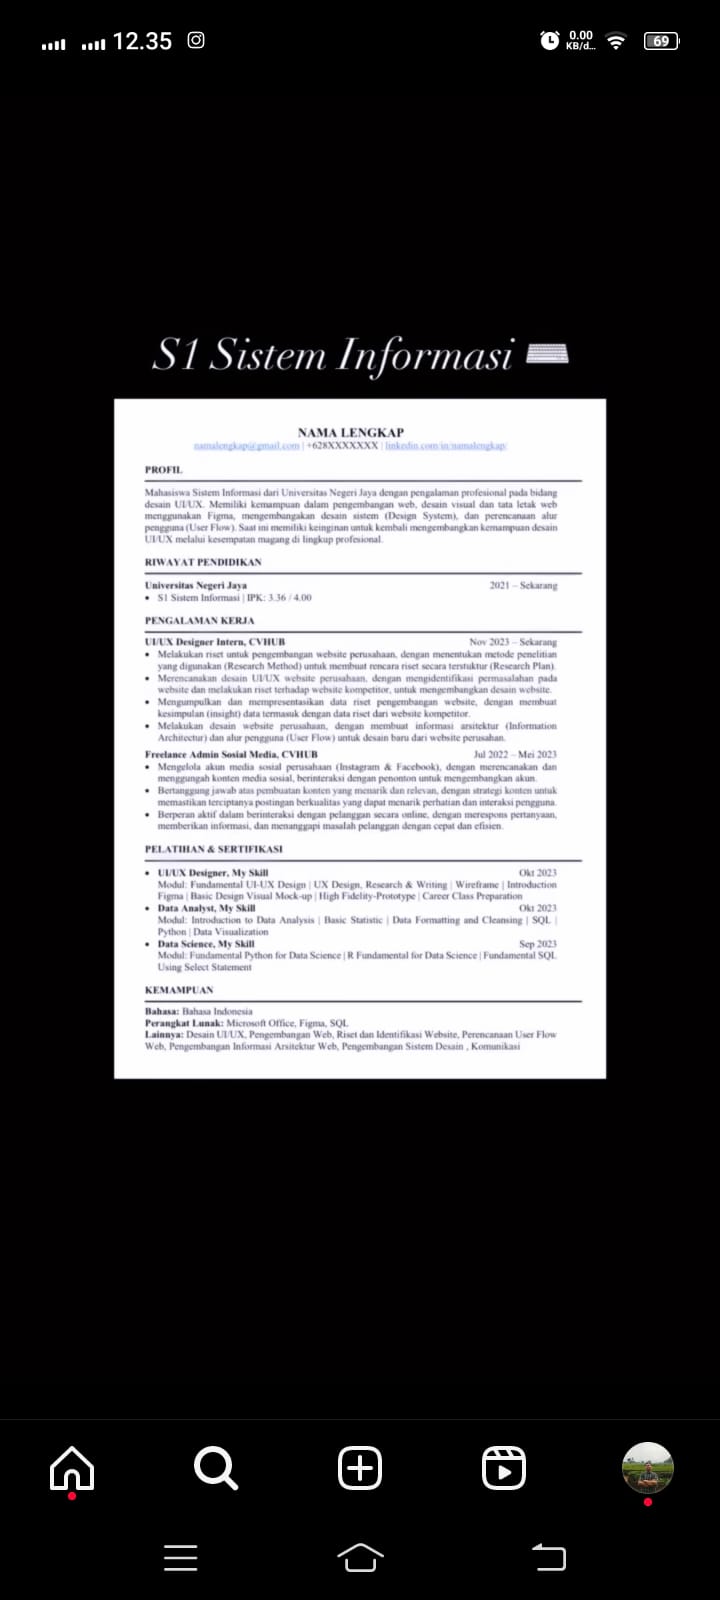 12.35
0.00
KB/d...
69
S1 Sistem Informasi
NAMA LENGKAP
namalengkap@gmail.com | +628XXXXXXX | linkedin.com/in/namalengkap/
PROFIL
Mahasiswa Sistem Informasi dari Universitas Negeri Jaya dengan pengalaman profesional pada bidang
desain UI/UX. Memiliki kemampuan dalam pengembangan web, desain visual dan tata letak web
menggunakan Figma, mengembangakan desain sistem (Design System), dan perencanaan alur
pengguna (User Flow). Saat ini memiliki keinginan untuk kembali mengembangkan kemampuan desain
UI/UX melalui kesempatan magang di lingkup profesional.
RIWAYAT PENDIDIKAN
Universitas Negeri Jaya 2021 – Sekarang
• S1 Sistem Informasi | IPK: 3.36 / 4.00
PENGALAMAN KERJA
UI/UX Designer Intern, CVHUB Nov 2023 – Sekarang
• Melakukan riset untuk pengembangan website perusahaan, dengan menentukan metode penelitian
yang digunakan (Research Method) untuk membuat rencara riset secara terstuktur (Research Plan).
• Merencanakan desain UI/UX website perusahaan, dengan mengidentifikasi permasalahan pada
website dan melakukan riset terhadap website kompetitor, untuk mengembangkan desain website.
• Mengumpulkan dan mempresentasikan data riset pengembangan website, dengan membuat
kesimpulan (insight) data termasuk dengan data riset dari website kompetitor.
• Melakukan desain website perusahaan, dengan membuat informasi arsitektur (Information
Architectur) dan alur pengguna (User Flow) untuk desain baru dari website perusahan.
Freelance Admin Sosial Media, CVHUB Jul 2022 – Mei 2023
• Mengelola akun media sosial perusahaan (Instagram & Facebook), dengan merencanakan dan
menggungah konten media sosial, berinteraksi dengan penonton untuk mengembangkan akun.
• Bertanggung jawab atas pembuatan konten yang menarik dan relevan, dengan strategi konten untuk
memastikan terciptanya postingan berkualitas yang dapat menarik perhatian dan interaksi pengguna.
• Berperan aktif dalam berinteraksi dengan pelanggan secara online, dengan merespons pertanyaan,
memberikan informasi, dan menanggapi masalah pelanggan dengan cepat dan efisien.
PELATIHAN & SERTIFIKASI
• UI/UX Designer, My Skill Okt 2023
Modul: Fundamental UI-UX Design | UX Design, Research & Writing | Wireframe | Introduction
Figma | Basic Design Visual Mock-up | High Fidelity-Prototype | Career Class Preparation
• Data Analyst, My Skill Okt 2023
Modul: Introduction to Data Analysis | Basic Statistic | Data Formatting and Cleansing | SQL |
Python | Data Visualization
• Data Science, My Skill Sep 2023
Modul: Fundamental Python for Data Science | R Fundamental for Data Science | Fundamental SQL
Using Select Statement
KEMAMPUAN
Bahasa: Bahasa Indonesia
Perangkat Lunak: Microsoft Office, Figma, SQL
Lainnya: Desain UI/UX, Pengembangan Web, Riset dan Identifikasi Website, Perencanaan User Flow
Web, Pengembangan Informasi Arsitektur Web, Pengembangan Sistem Desain , Komunikasi